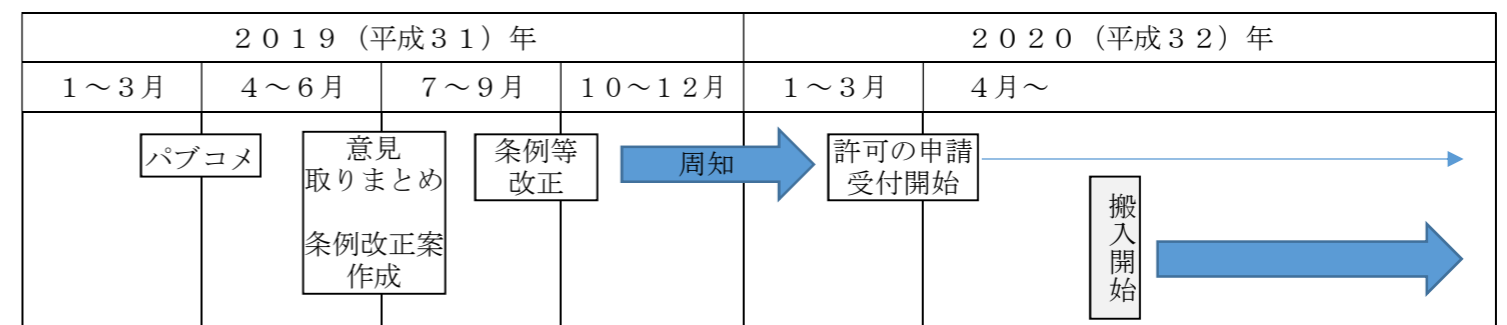 ２０１９（平成３１）年
２０２０（平成３２）年
１～３月
４～６月
７～９月
１０～１２月
１～３月
４月～
パブコメ
意見
取りまとめ
条例改正案
作成
条例等
改正
周知
許可の申請
受付開始
搬入開始